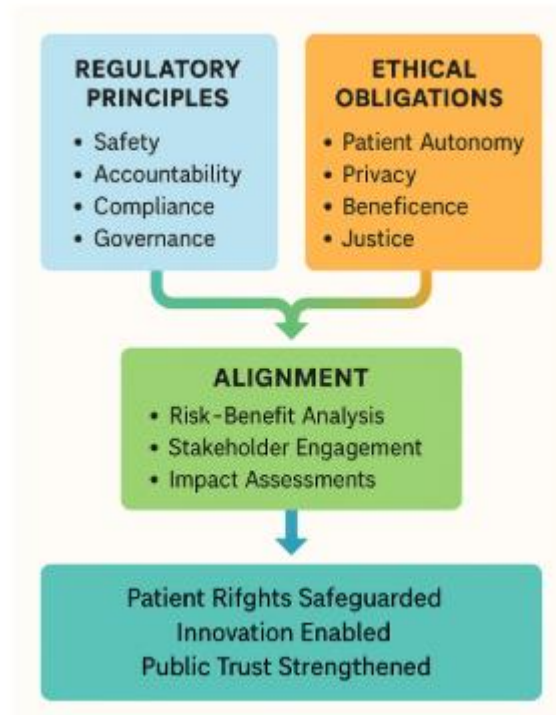 REGULATORY
PRINCIPLES
• Safety
• Accountability
• Compliance
• Governance
ETHICAL
OBLIGATIONS
• Patient Autonomy
• Privacy
• Beneficence
• Justice
ALIGNMENT
• Risk-Benefit Analysis
• Stakeholder Engagement
• Impact Assessments
Patient Rifghts Safeguarded
Innovation Enabled
Public Trust Strengthened